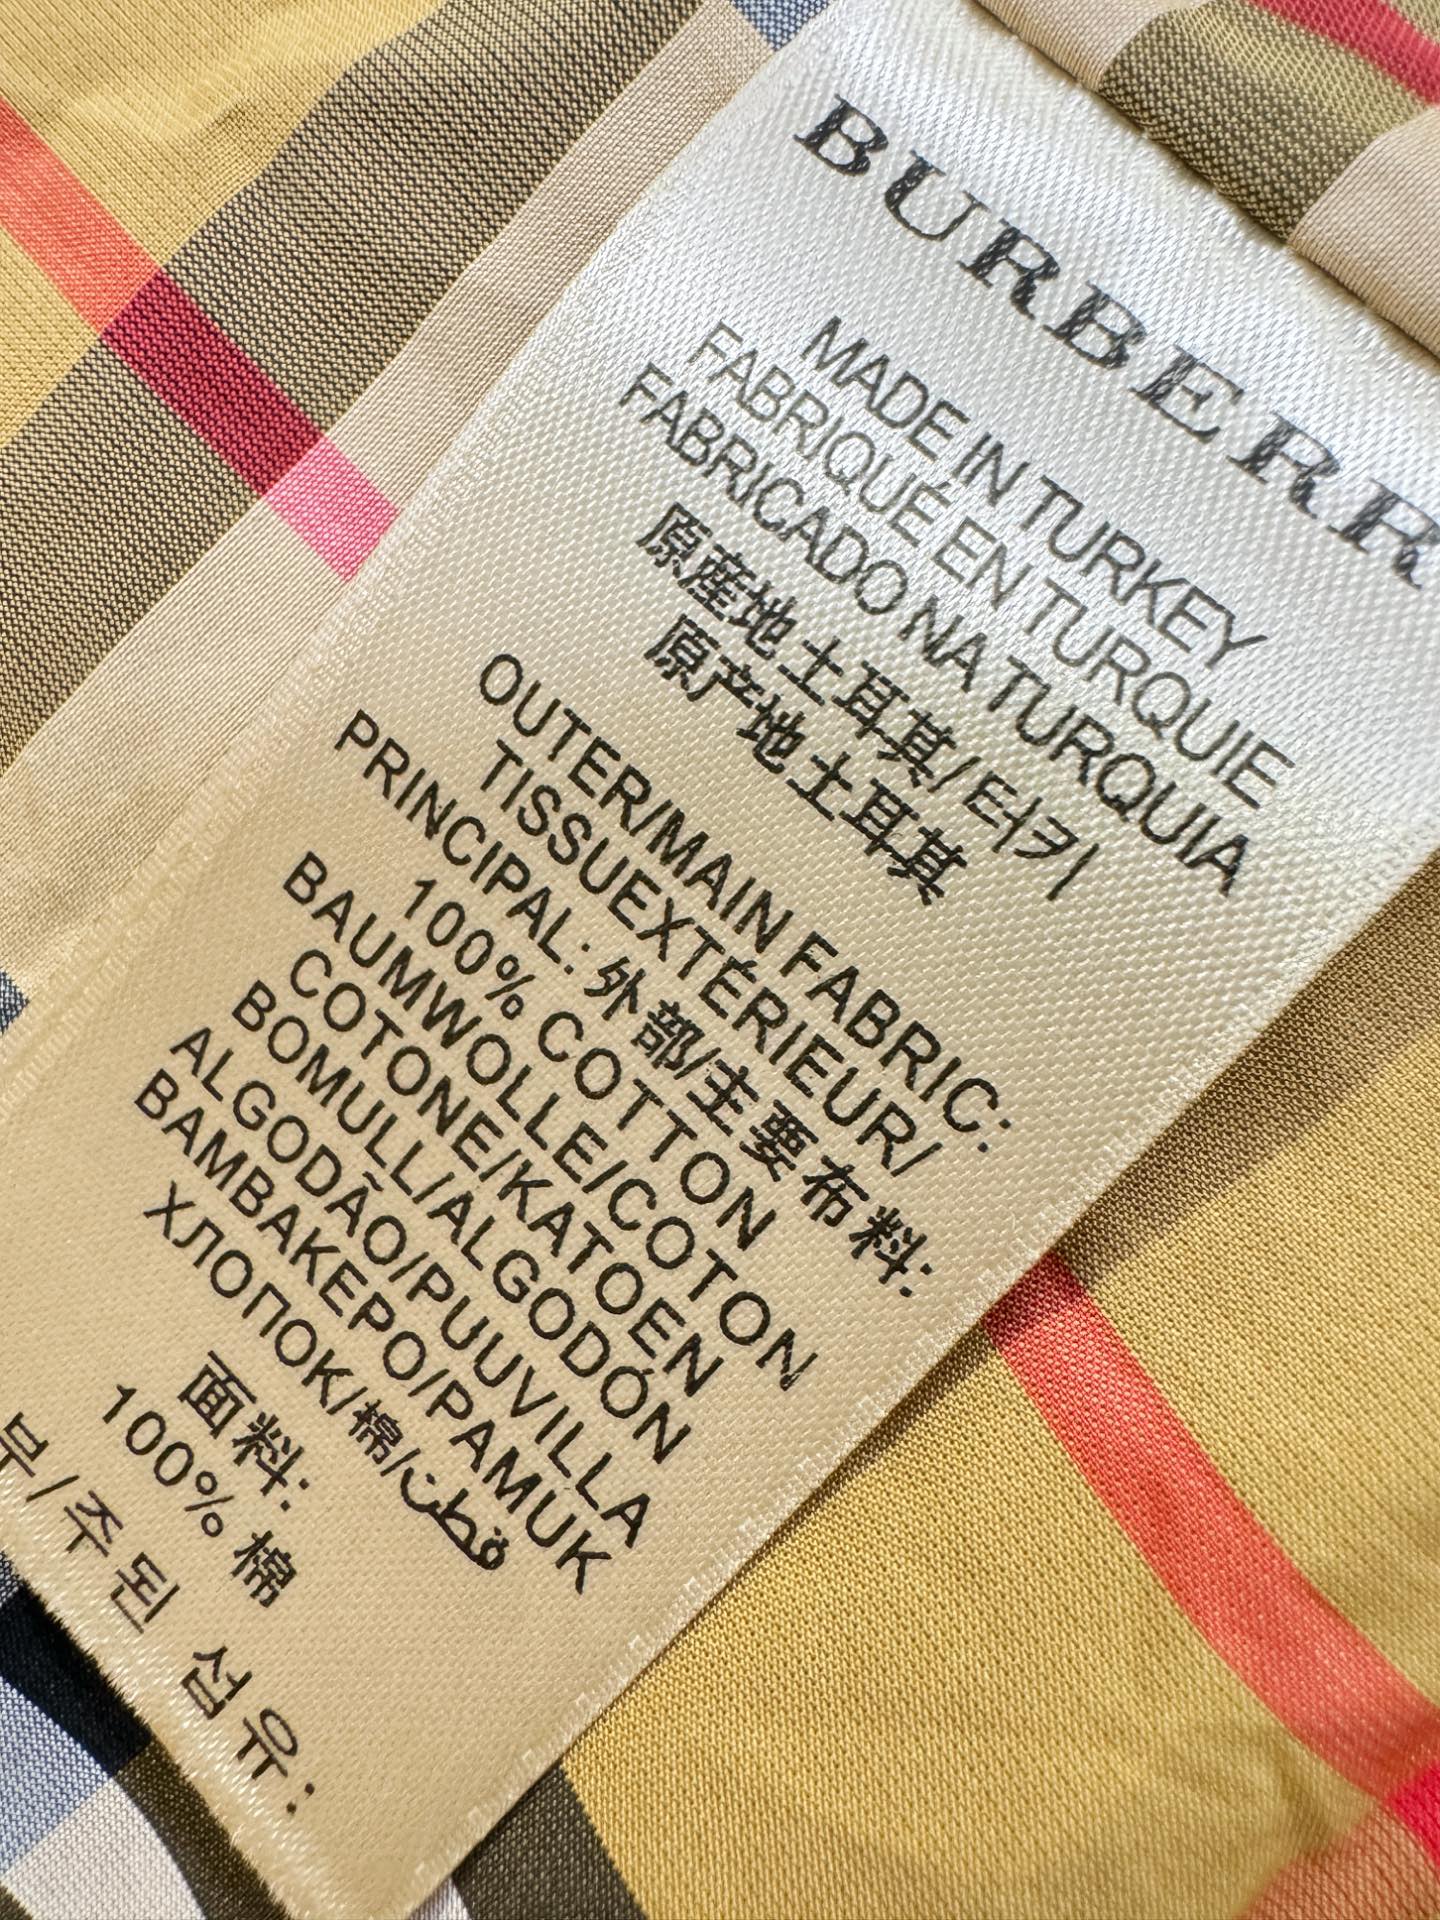 BURBERR
MADE IN TURKEY
FABRIQUÉ EN TURQUIE
FABRICADO NA TURQUIA
原産地土耳其/터키
原产地土耳其
OUTER/MAIN FABRIC:
TISSUEXTÉRIEUR/
PRINCIPAL: 外部/主要布料:
100% COTTON
BAUMWOLLE/COTON
COTONE/KATOEN
BOMULL/ALGODÓN
ALGODÃO/PUUVILLA
BAMBAKEPO/PAMUK
ХЛОПОК/棉/قطن
面料:
100% 棉
부/주된 섬유: